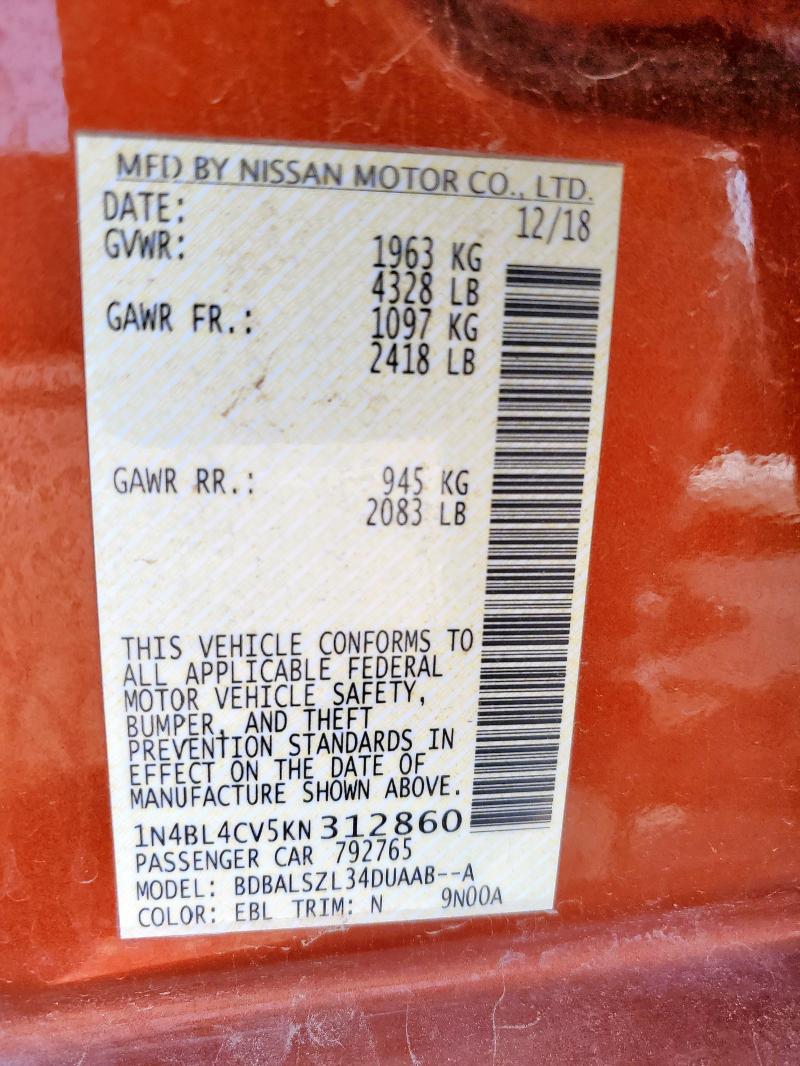 MFD BY NISSAN MOTOR CO., LTD.
DATE: 12/18
GVWR: 1963 KG
4328 LB
GAWR FR.: 1097 KG
2418 LB
GAWR RR.: 945 KG
2083 LB
THIS VEHICLE CONFORMS TO
ALL APPLICABLE FEDERAL
MOTOR VEHICLE SAFETY,
BUMPER, AND THEFT
PREVENTION STANDARDS IN
EFFECT ON THE DATE OF
MANUFACTURE SHOWN ABOVE.
1N4BL4CV5KN 312860
PASSENGER CAR 792765
MODEL: BDBALSZL34DUAAB--A
COLOR: EBL TRIM: N 9N00A